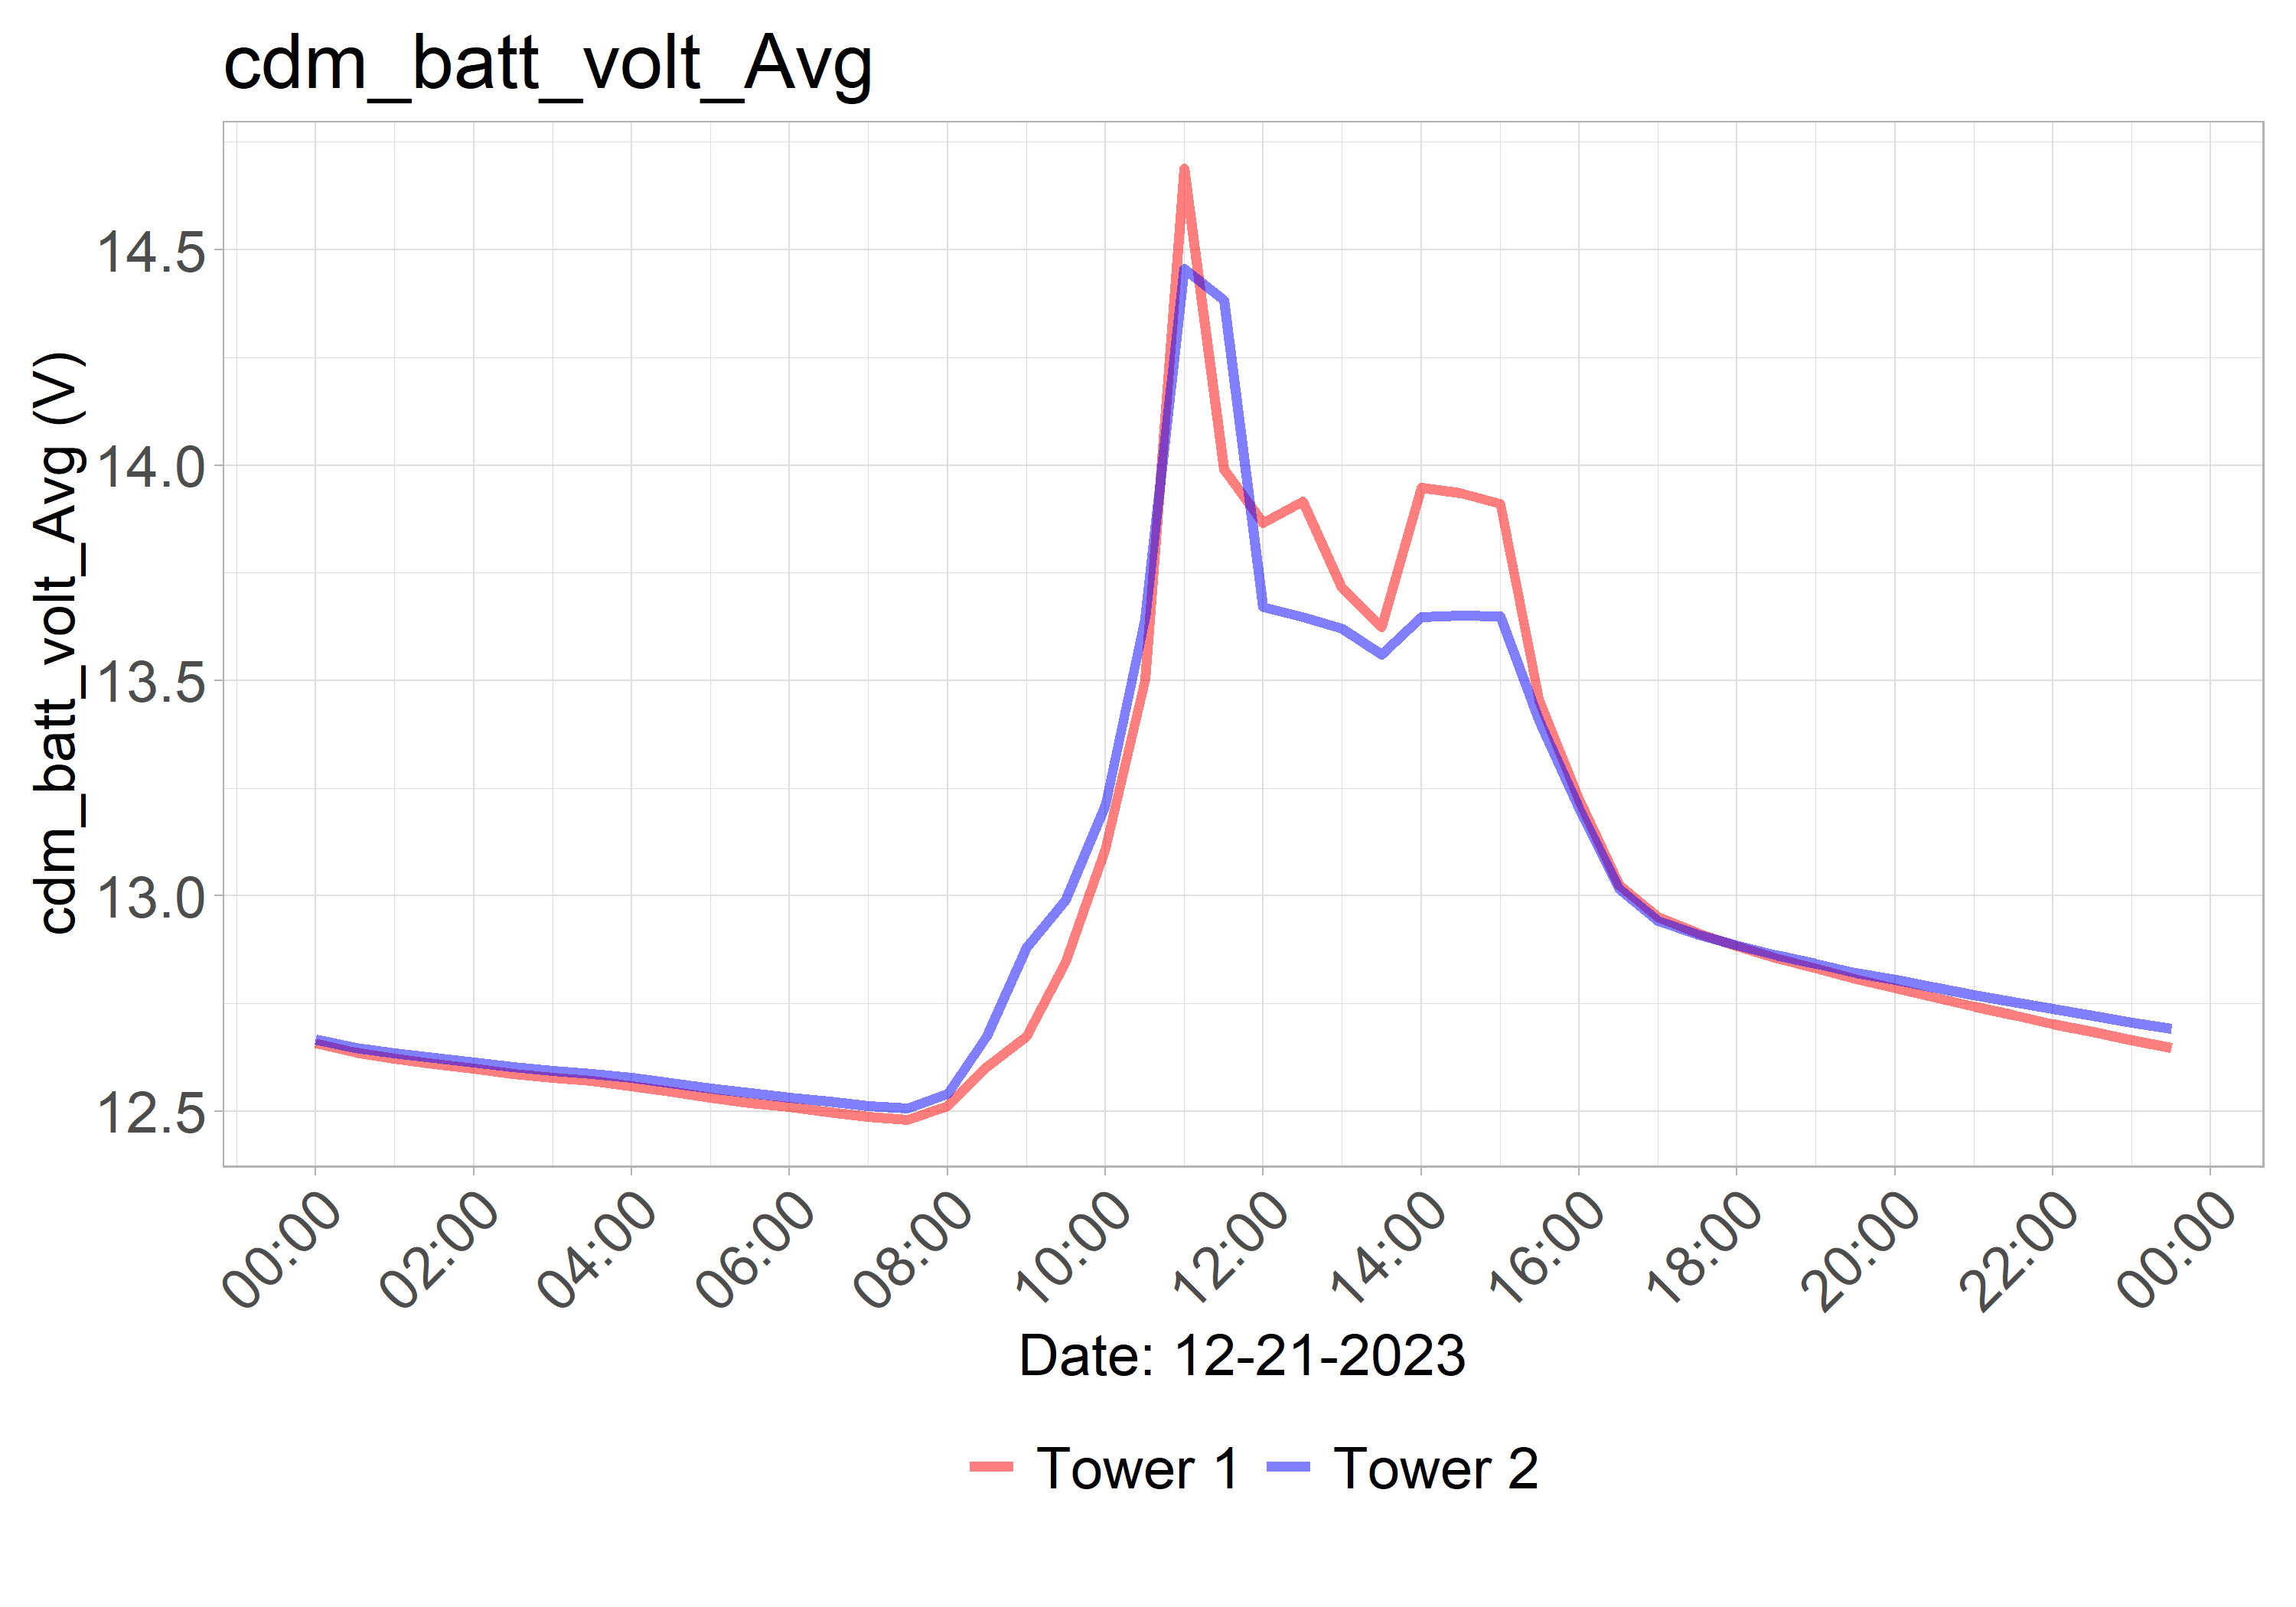 cdm_batt_volt_Avg
cdm_batt_volt_Avg (V)
14.5
14.0
13.5
13.0
12.5
00:00 02:00 04:00 06:00 08:00 10:00 12:00 14:00 16:00 18:00 20:00 22:00 00:00
Date: 12-21-2023
Tower 1 Tower 2